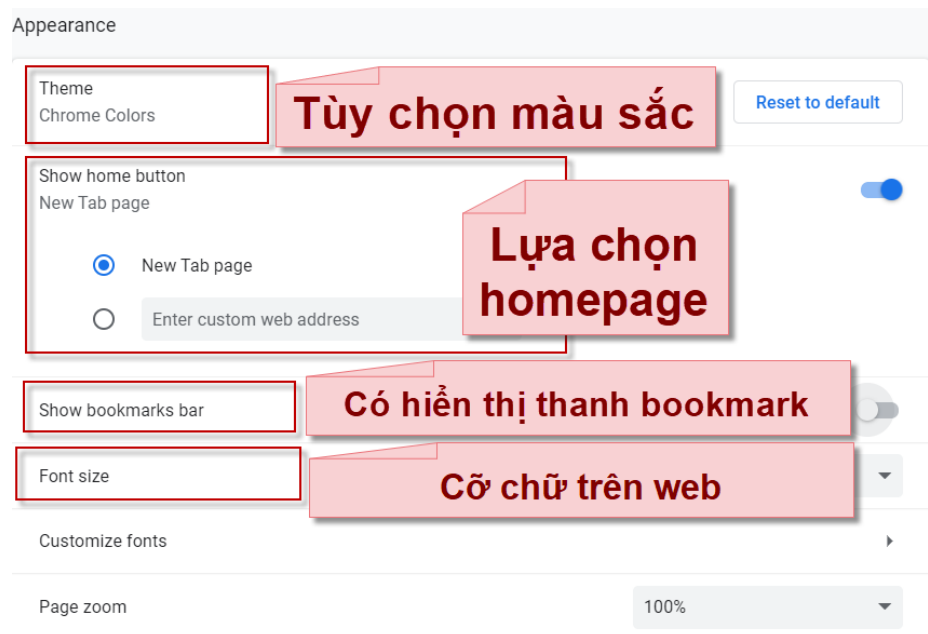 Appearance
Theme
Chrome Colors
Tùy chọn màu sắc
Reset to default
Show home button
New Tab page
Lựa chọn
homepage
New Tab page
Enter custom web address
Show bookmarks bar
Có hiển thị thanh bookmark
Font size
Cỡ chữ trên web
Customize fonts
Page zoom
100%